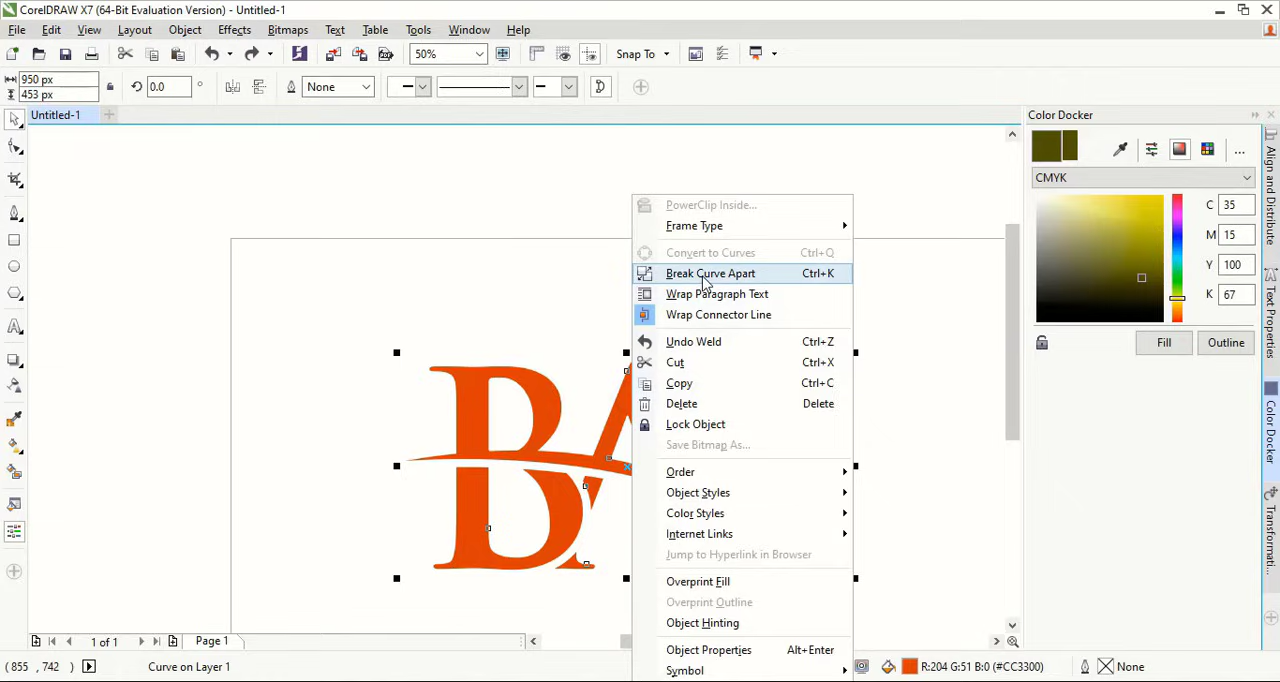 CorelDRAW X7 (64-Bit Evaluation Version) - Untitled-1
File Edit View Layout Object Effects Bitmaps Text Table Tools Window Help
50% Snap To
950 px
453 px
0.0 ° None
Untitled-1
Color Docker
CMYK
C 35
M 15
Y 100
K 67
Fill Outline
Align and Distribute
Text Properties
Color Docker
Transformati...
PowerClip Inside...
Frame Type
Convert to Curves Ctrl+Q
Break Curve Apart Ctrl+K
Wrap Paragraph Text
Wrap Connector Line
Undo Weld Ctrl+Z
Cut Ctrl+X
Copy Ctrl+C
Delete Delete
Lock Object
Save Bitmap As...
Order
Object Styles
Color Styles
Internet Links
Jump to Hyperlink in Browser
Overprint Fill
Overprint Outline
Object Hinting
Object Properties Alt+Enter
Symbol
BA
1 of 1 Page 1
(855 , 742 ) Curve on Layer 1 R:204 G:51 B:0 (#CC3300) None